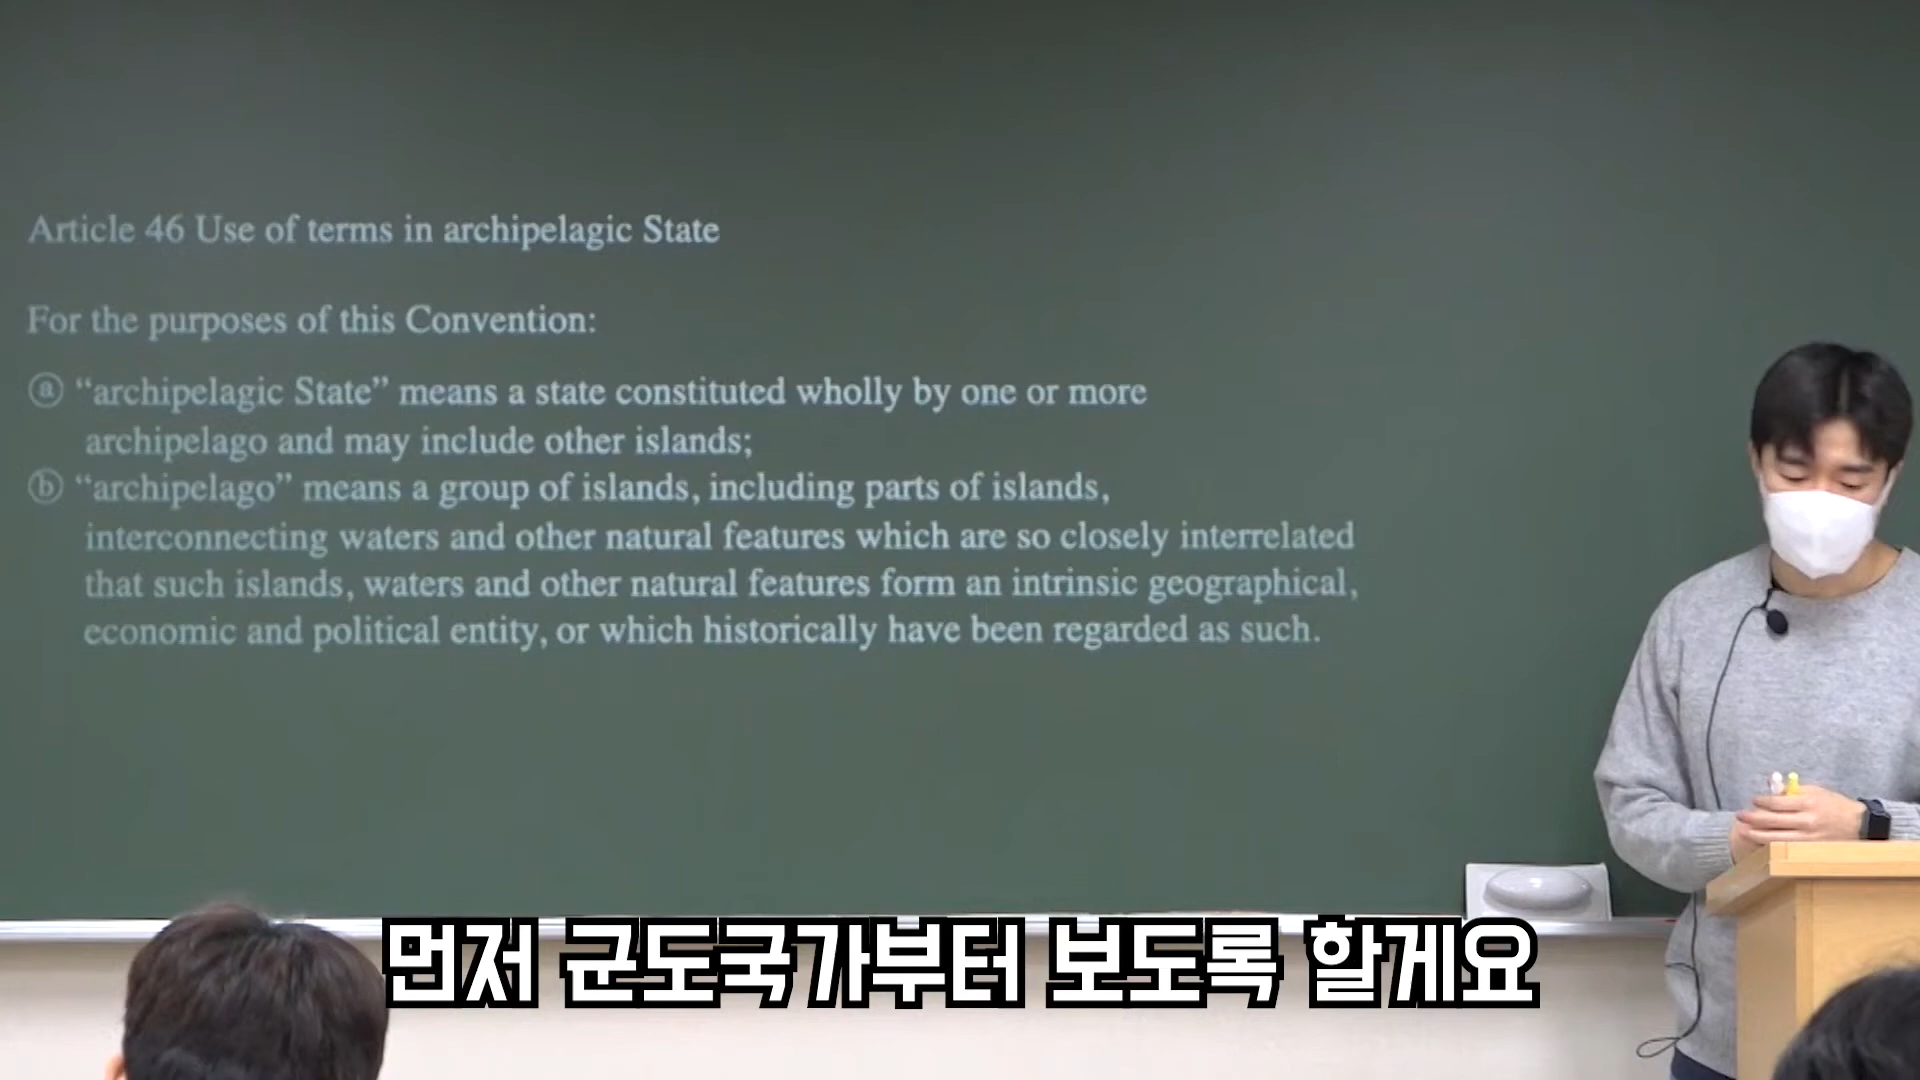 Article 46 Use of terms in archipelagic State
For the purposes of this Convention:
ⓐ “archipelagic State” means a state constituted wholly by one or more
archipelago and may include other islands;
ⓑ “archipelago” means a group of islands, including parts of islands,
interconnecting waters and other natural features which are so closely interrelated
that such islands, waters and other natural features form an intrinsic geographical,
economic and political entity, or which historically have been regarded as such.
먼저 군도국가부터 보도록 할게요